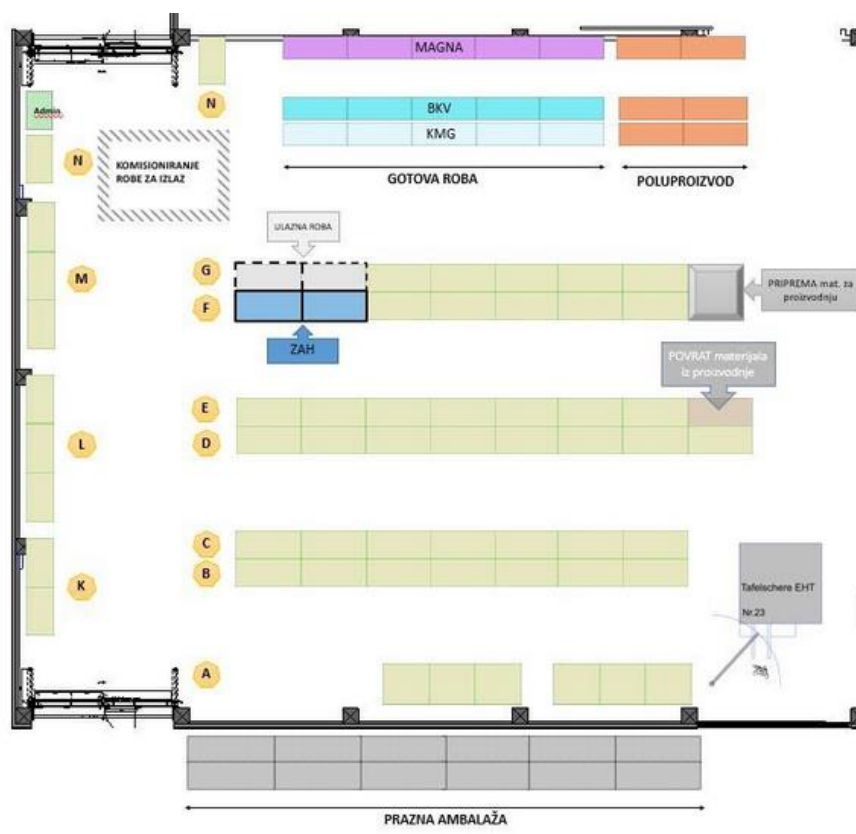 MAGNA
Admin
N
BKV
N
KOMISIONIRANJE
ROBE ZA IZLAZ
KMG
GOTOVA ROBA
POLUPROIZVOD
ULAZNA ROBA
G
M
PRIPREMA mat. za
proizvodnju
F
ZAH
POVRAT materijala
iz proizvodnje
E
L
D
C
B
K
Tafelschere EHT
Nr.23
A
PRAZNA AMBALAŽA